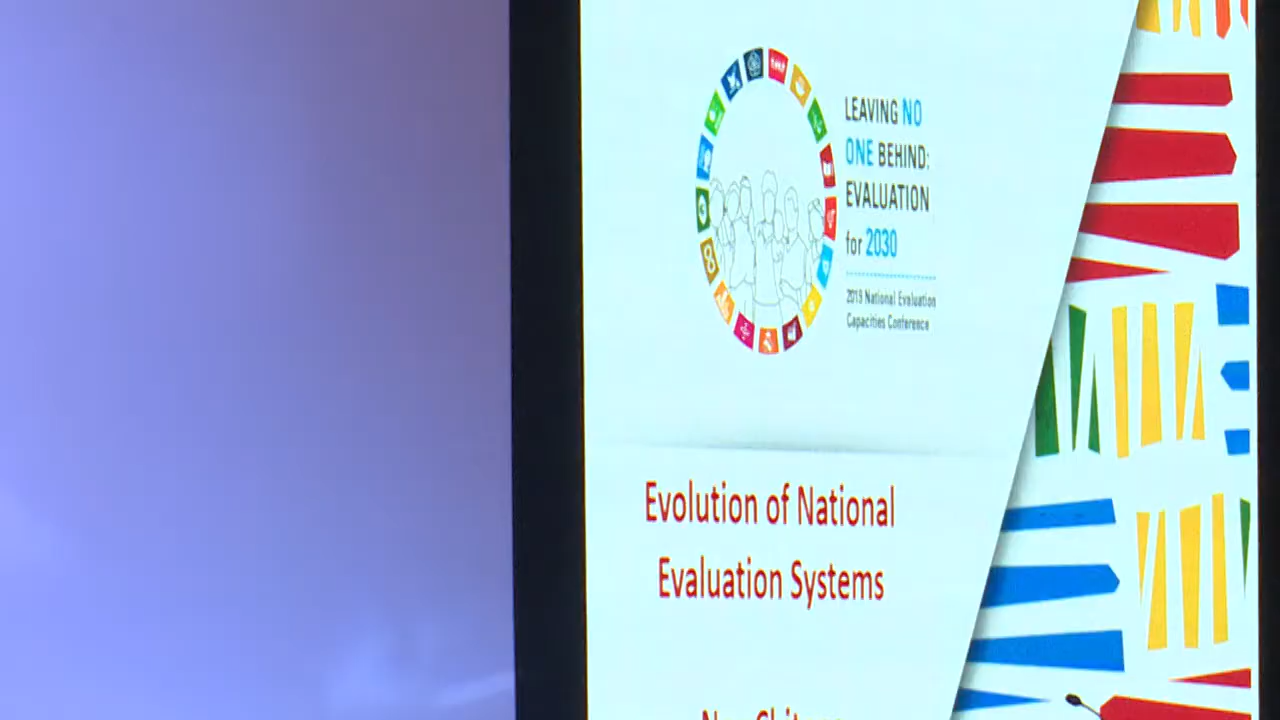 LEAVING NO
ONE BEHIND:
EVALUATION
for 2030
2019 National Evaluation
Capacities Conference
Evolution of National
Evaluation Systems